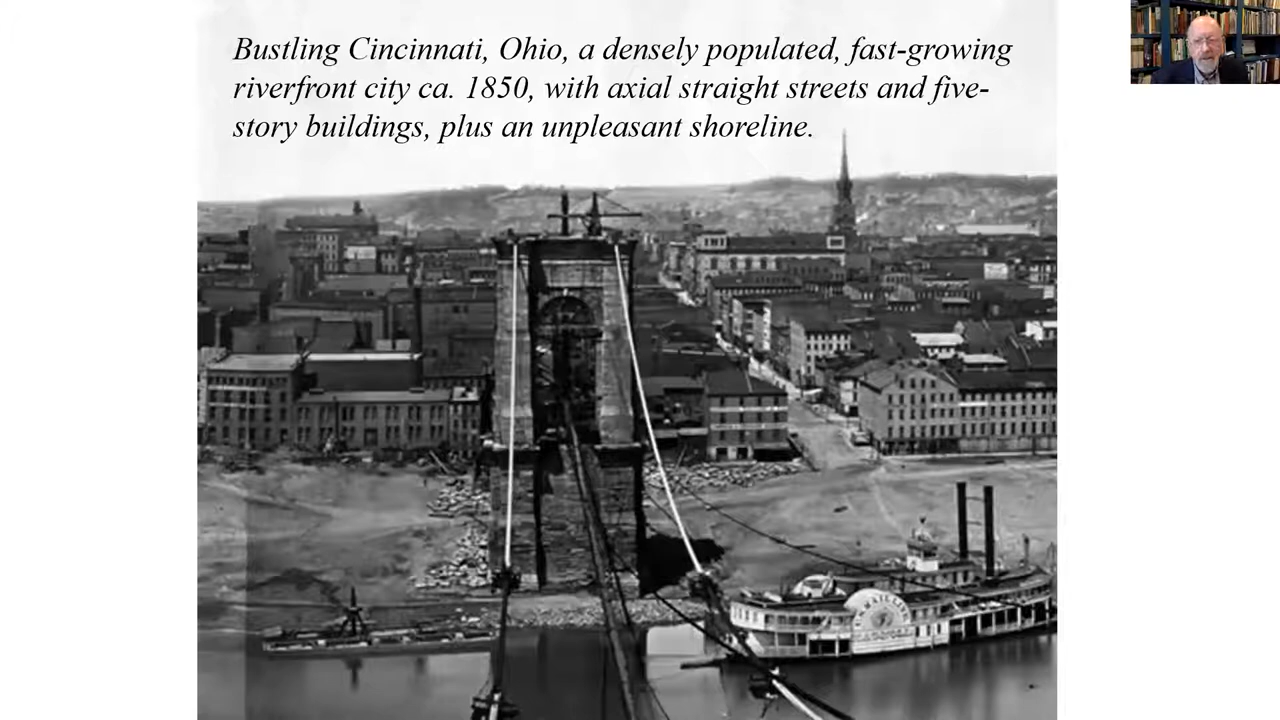 Bustling Cincinnati, Ohio, a densely populated, fast-growing
riverfront city ca. 1850, with axial straight streets and five-
story buildings, plus an unpleasant shoreline.